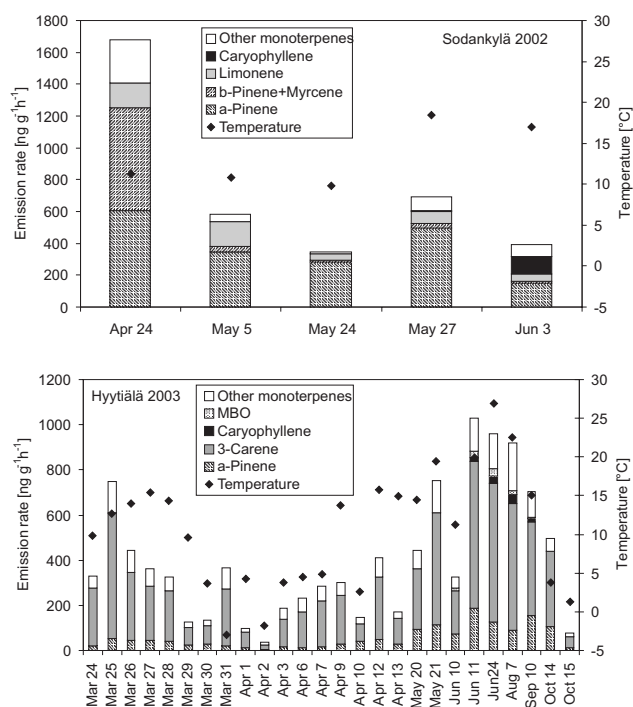 Sodankylä 2002
Other monoterpenes
Caryophyllene
Limonene
b-Pinene+Myrcene
a-Pinene
Temperature
Emission rate [ng g⁻¹h⁻¹]
1800
1600
1400
1200
1000
800
600
400
200
0
Temperature [°C]
30
25
20
15
10
5
0
-5
Apr 24 May 5 May 24 May 27 Jun 3
Hyytiälä 2003
Other monoterpenes
MBO
Caryophyllene
3-Carene
a-Pinene
Temperature
Emission rate [ng g⁻¹h⁻¹]
1200
1000
800
600
400
200
0
Temperature [°C]
30
25
20
15
10
5
0
-5
Mar 24
Mar 25
Mar 26
Mar 27
Mar 28
Mar 29
Mar 30
Mar 31
Apr 1
Apr 2
Apr 3
Apr 6
Apr 7
Apr 9
Apr 10
Apr 12
Apr 13
May 20
May 21
Jun 10
Jun 11
Jun24
Aug 7
Sep 10
Oct 14
Oct 15